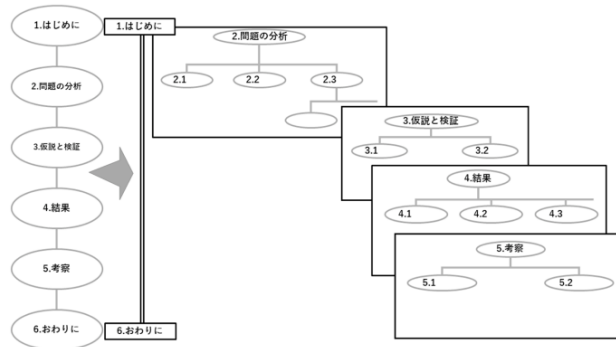 1.はじめに
2.問題の分析
3.仮説と検証
4.結果
5.考察
6.おわりに
1.はじめに
6.おわりに
2.問題の分析
2.1
2.2
2.3
3.仮説と検証
3.1
3.2
4.結果
4.1
4.2
4.3
5.考察
5.1
5.2